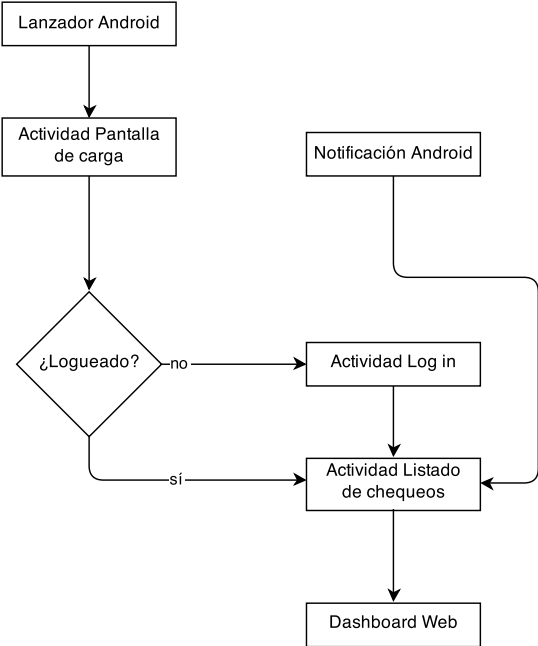 Lanzador Android
Actividad Pantalla
de carga
Notificación Android
¿Logueado?
no
Actividad Log in
sí
Actividad Listado
de chequeos
Dashboard Web